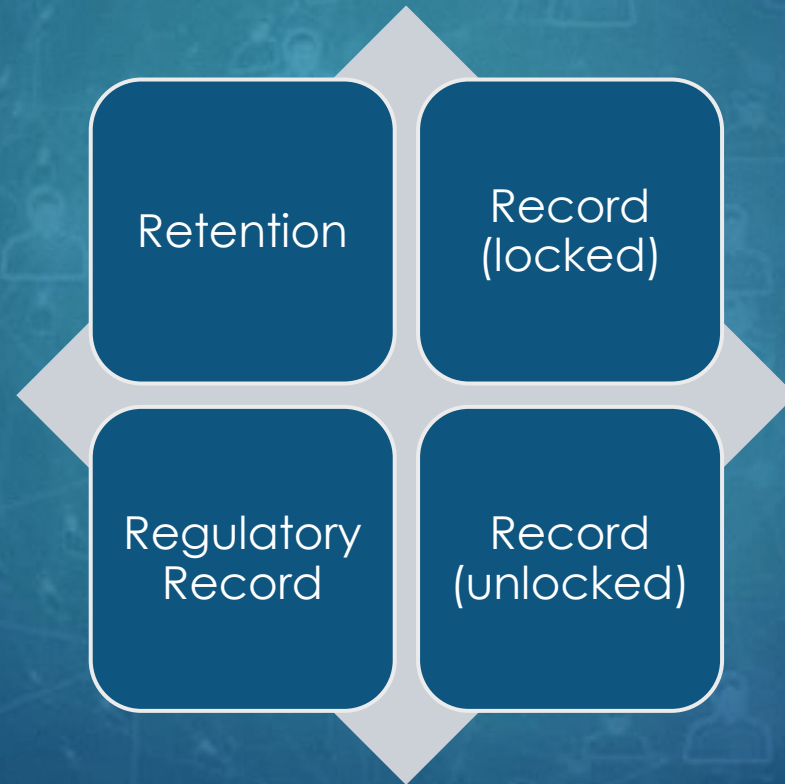 Retention
Record
(locked)
Regulatory
Record
Record
(unlocked)